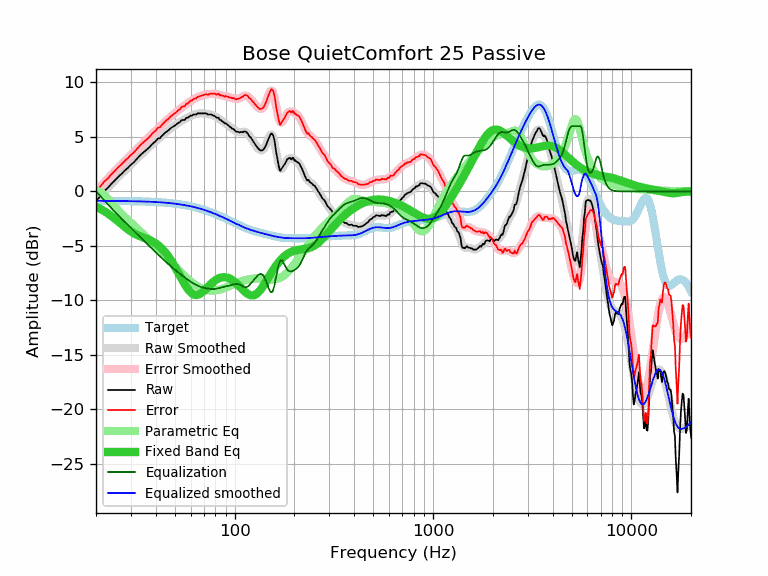 Bose QuietComfort 25 Passive
10
5
0
−5
−10
−15
−20
−25
Amplitude (dBr)
Target
Raw Smoothed
Error Smoothed
Raw
Error
Parametric Eq
Fixed Band Eq
Equalization
Equalized smoothed
100
1000
10000
Frequency (Hz)